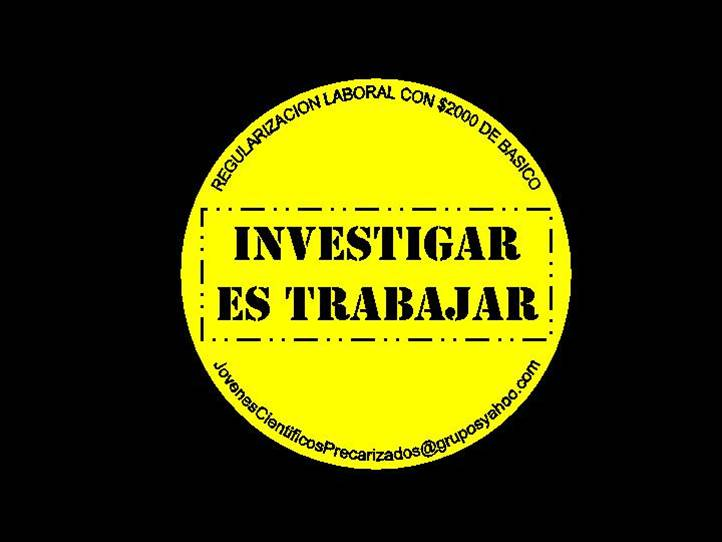 REGULARIZACION LABORAL CON $2000 DE BASICO
INVESTIGAR
ES TRABAJAR
JovenesCientificosPrecarizados@gruposyahoo.com